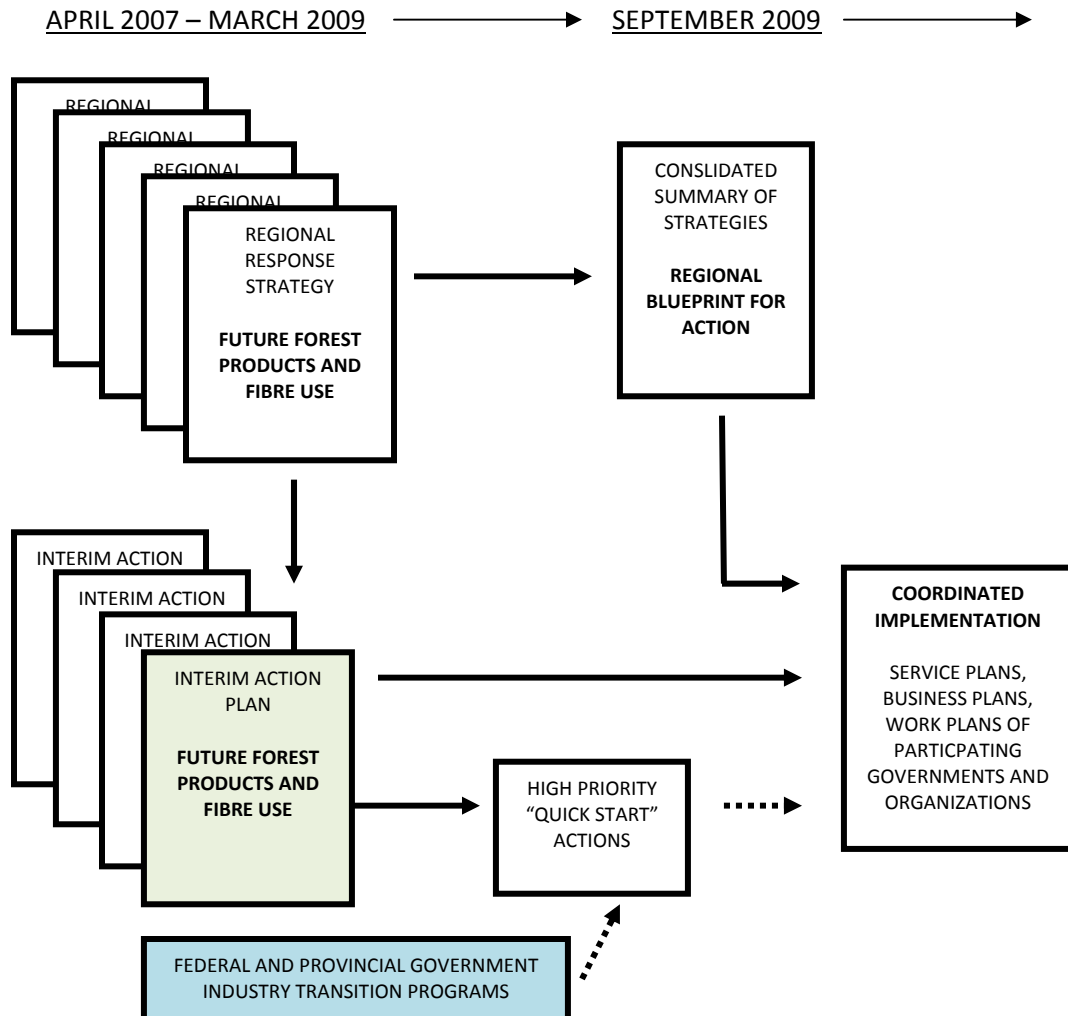 APRIL 2007 – MARCH 2009
SEPTEMBER 2009
REGIONAL
REGIONAL
REGIONAL
REGIONAL
REGIONAL
RESPONSE
STRATEGY
FUTURE FOREST
PRODUCTS AND
FIBRE USE
CONSLIDATED
SUMMARY OF
STRATEGIES
REGIONAL
BLUEPRINT FOR
ACTION
INTERIM ACTION
INTERIM ACTION
INTERIM ACTION
INTERIM ACTION
PLAN
FUTURE FOREST
PRODUCTS AND
FIBRE USE
HIGH PRIORITY
“QUICK START”
ACTIONS
COORDINATED
IMPLEMENTATION
SERVICE PLANS,
BUSINESS PLANS,
WORK PLANS OF
PARTICPATING
GOVERNMENTS AND
ORGANIZATIONS
FEDERAL AND PROVINCIAL GOVERNMENT
INDUSTRY TRANSITION PROGRAMS